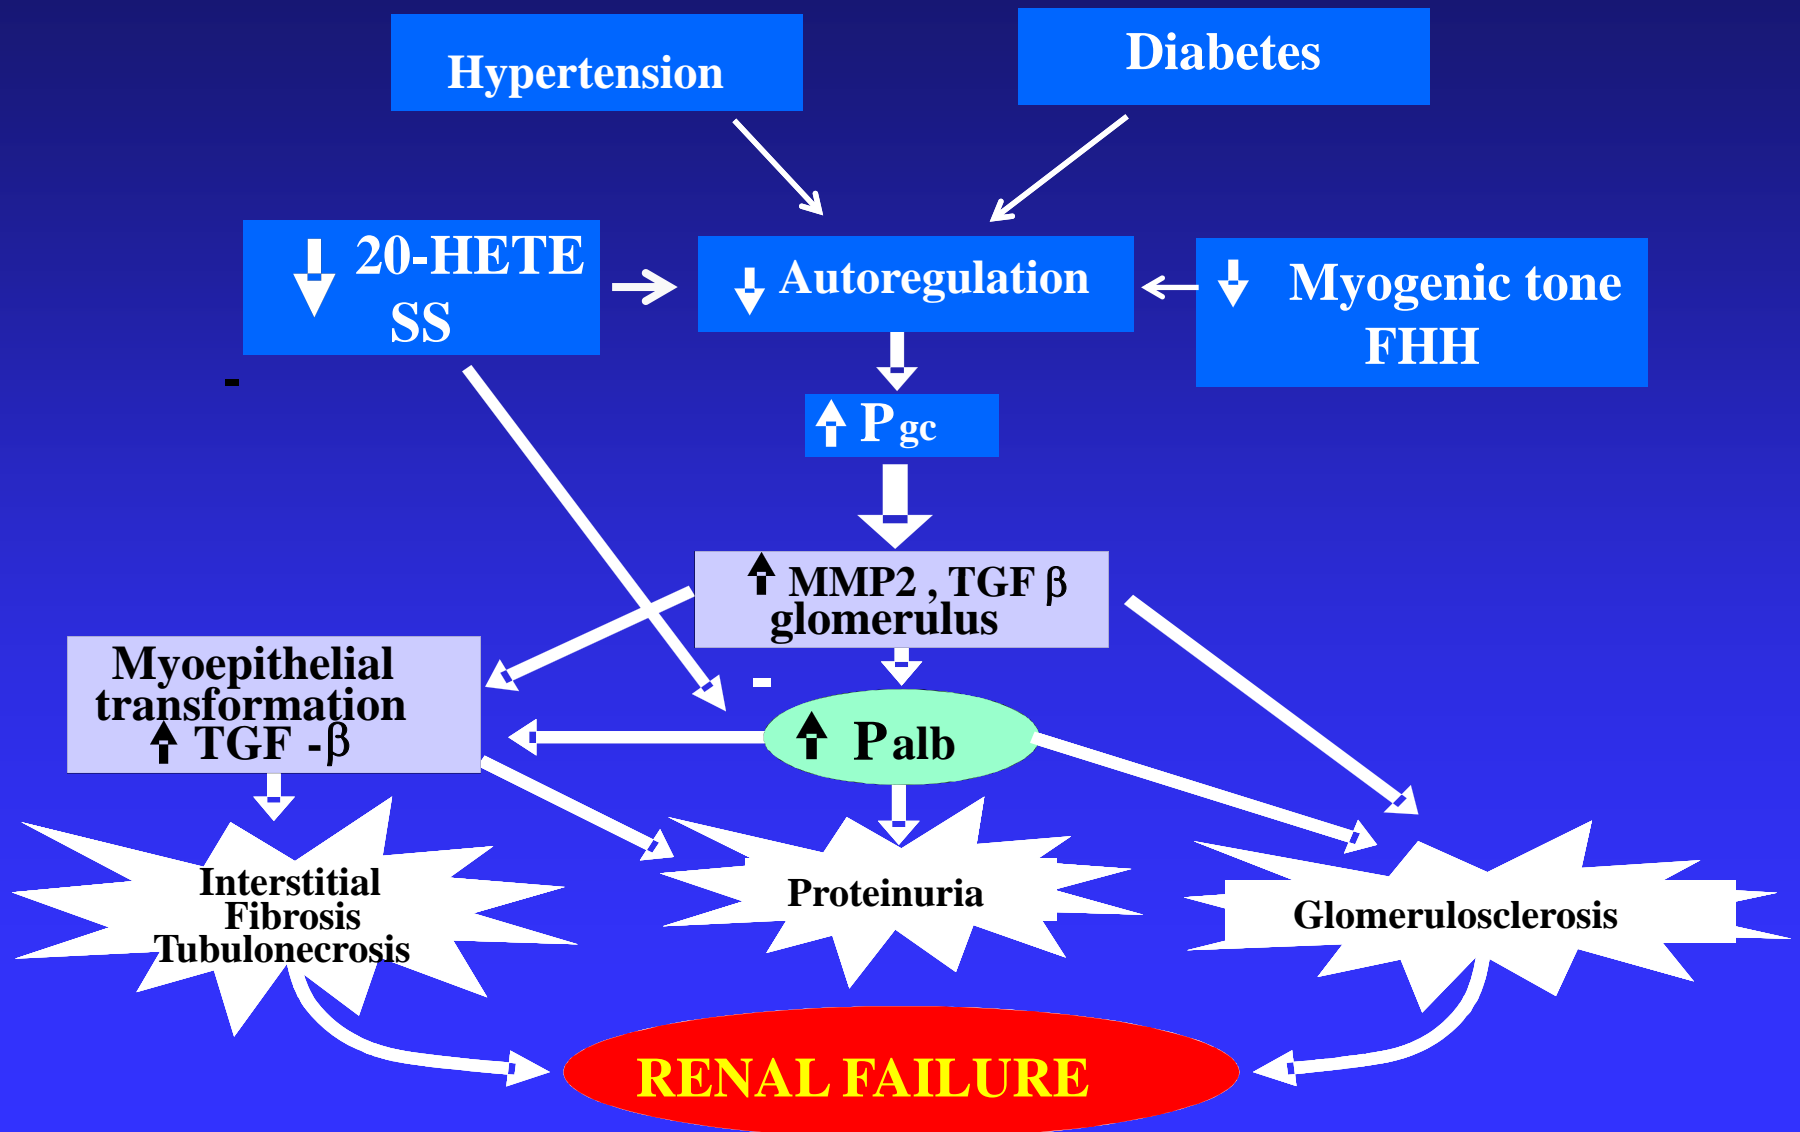 Hypertension
Diabetes
20-HETE
SS
Autoregulation
Myogenic tone
FHH
-
P gc
MMP2 , TGF β
glomerulus
Myoepithelial
transformation
TGF -β
-
Palb
Interstitial
Fibrosis
Tubulonecrosis
Proteinuria
Glomerulosclerosis
RENAL FAILURE